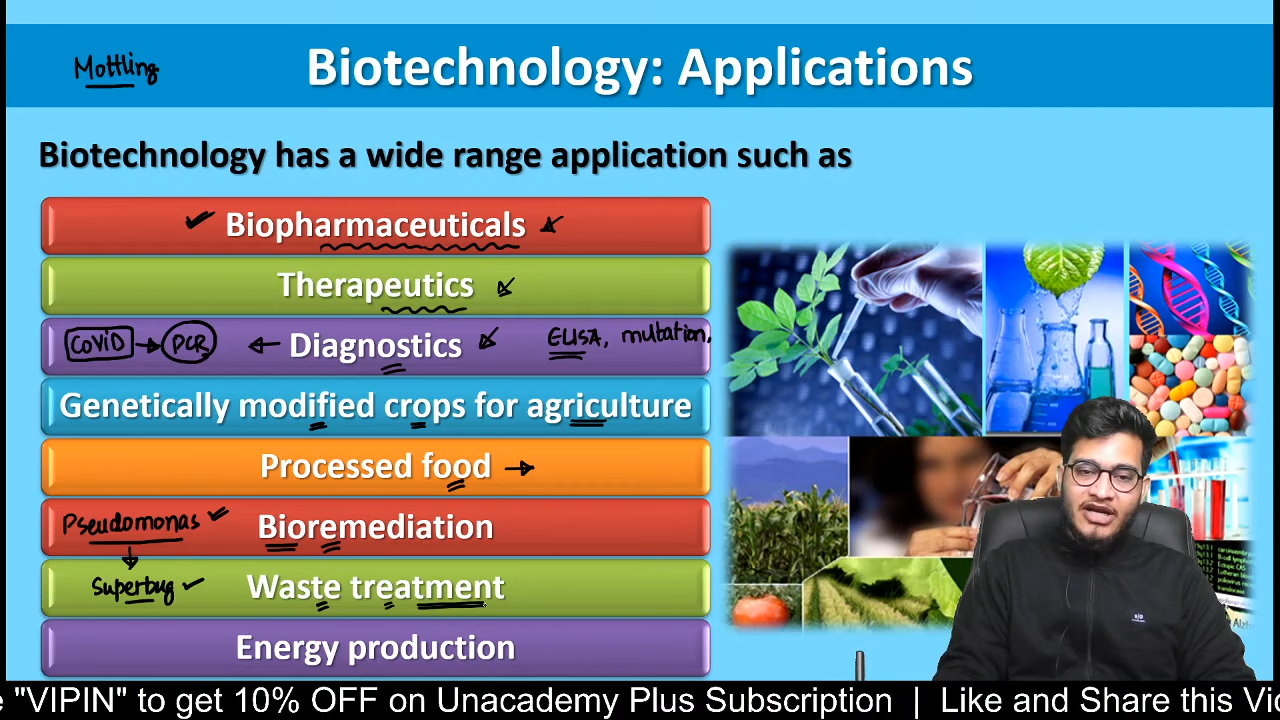 Mottling
Biotechnology: Applications
Biotechnology has a wide range application such as
Biopharmaceuticals
Therapeutics
COVID → PCR ← Diagnostics ELISA, mutation,
Genetically modified crops for agriculture
Processed food →
Pseudomonas Bioremediation
Superbug Waste treatment
Energy production
e "VIPIN" to get 10% OFF on Unacademy Plus Subscription | Like and Share this Vid